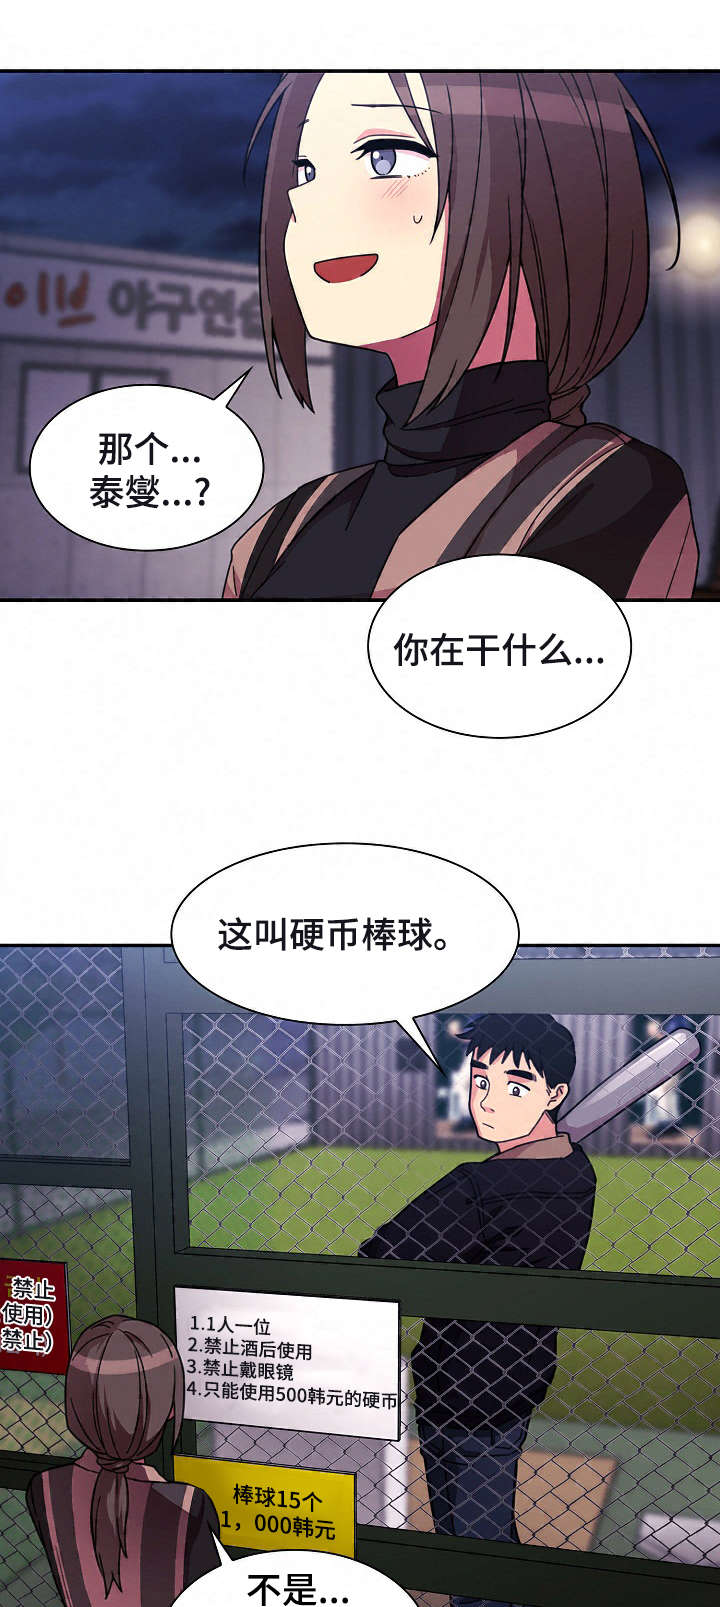 이브 야구연습
那个...
泰燮...?
你在干什么...
这叫硬币棒球。
禁止
使用)
禁止)
1.1人一位
2.禁止酒后使用
3.禁止戴眼镜
4.只能使用500韩元的硬币
棒球15个
1，000韩元
不是...